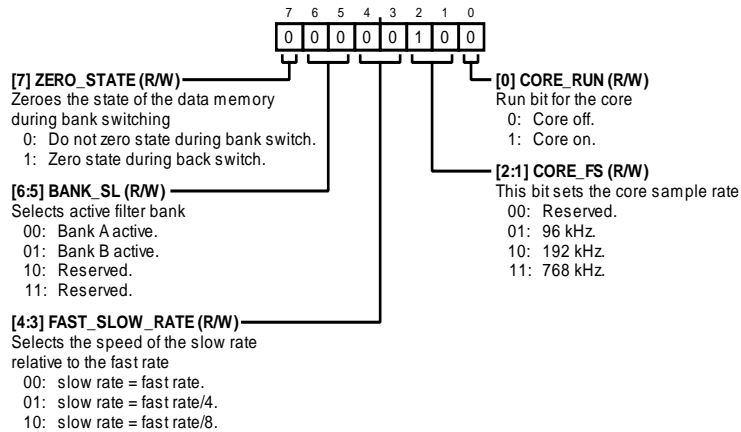 7 6 5 4 3 2 1 0
0 0 0 0 0 1 0 0
[7] ZERO_STATE (R/W)
Zeroes the state of the data memory
during bank switching
0: Do not zero state during bank switch.
1: Zero state during back switch.
[6:5] BANK_SL (R/W)
Selects active filter bank
00: Bank A active.
01: Bank B active.
10: Reserved.
11: Reserved.
[4:3] FAST_SLOW_RATE (R/W)
Selects the speed of the slow rate
relative to the fast rate
00: slow rate = fast rate.
01: slow rate = fast rate/4.
10: slow rate = fast rate/8.
[0] CORE_RUN (R/W)
Run bit for the core
0: Core off.
1: Core on.
[2:1] CORE_FS (R/W)
This bit sets the core sample rate
00: Reserved.
01: 96 kHz.
10: 192 kHz.
11: 768 kHz.